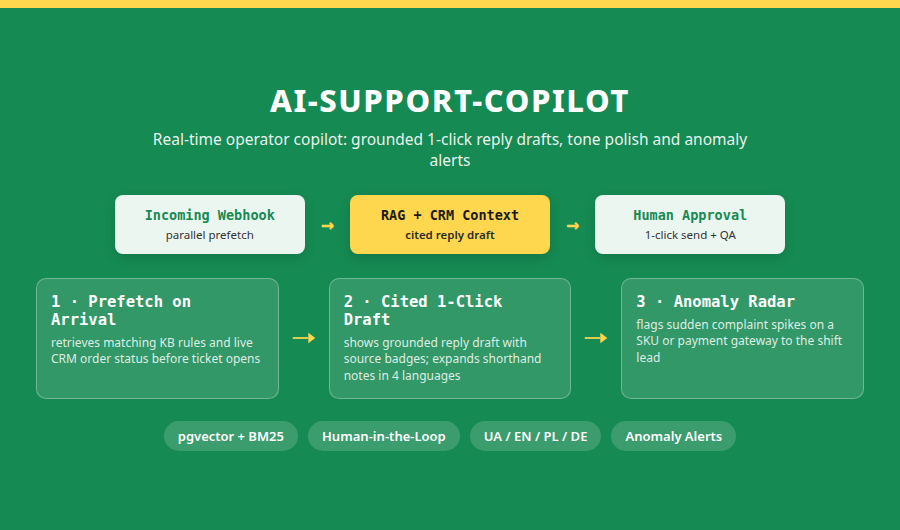 AI-SUPPORT-COPILOT
Real-time operator copilot: grounded 1-click reply drafts, tone polish and anomaly
alerts
Incoming Webhook
parallel prefetch
→
RAG + CRM Context
cited reply draft
→
Human Approval
1-click send + QA
1 · Prefetch on
Arrival
retrieves matching KB rules and live
CRM order status before ticket opens
2 · Cited 1-Click
Draft
shows grounded reply draft with
source badges; expands shorthand
notes in 4 languages
3 · Anomaly Radar
flags sudden complaint spikes on a
SKU or payment gateway to the shift
lead
pgvector + BM25
Human-in-the-Loop
UA / EN / PL / DE
Anomaly Alerts